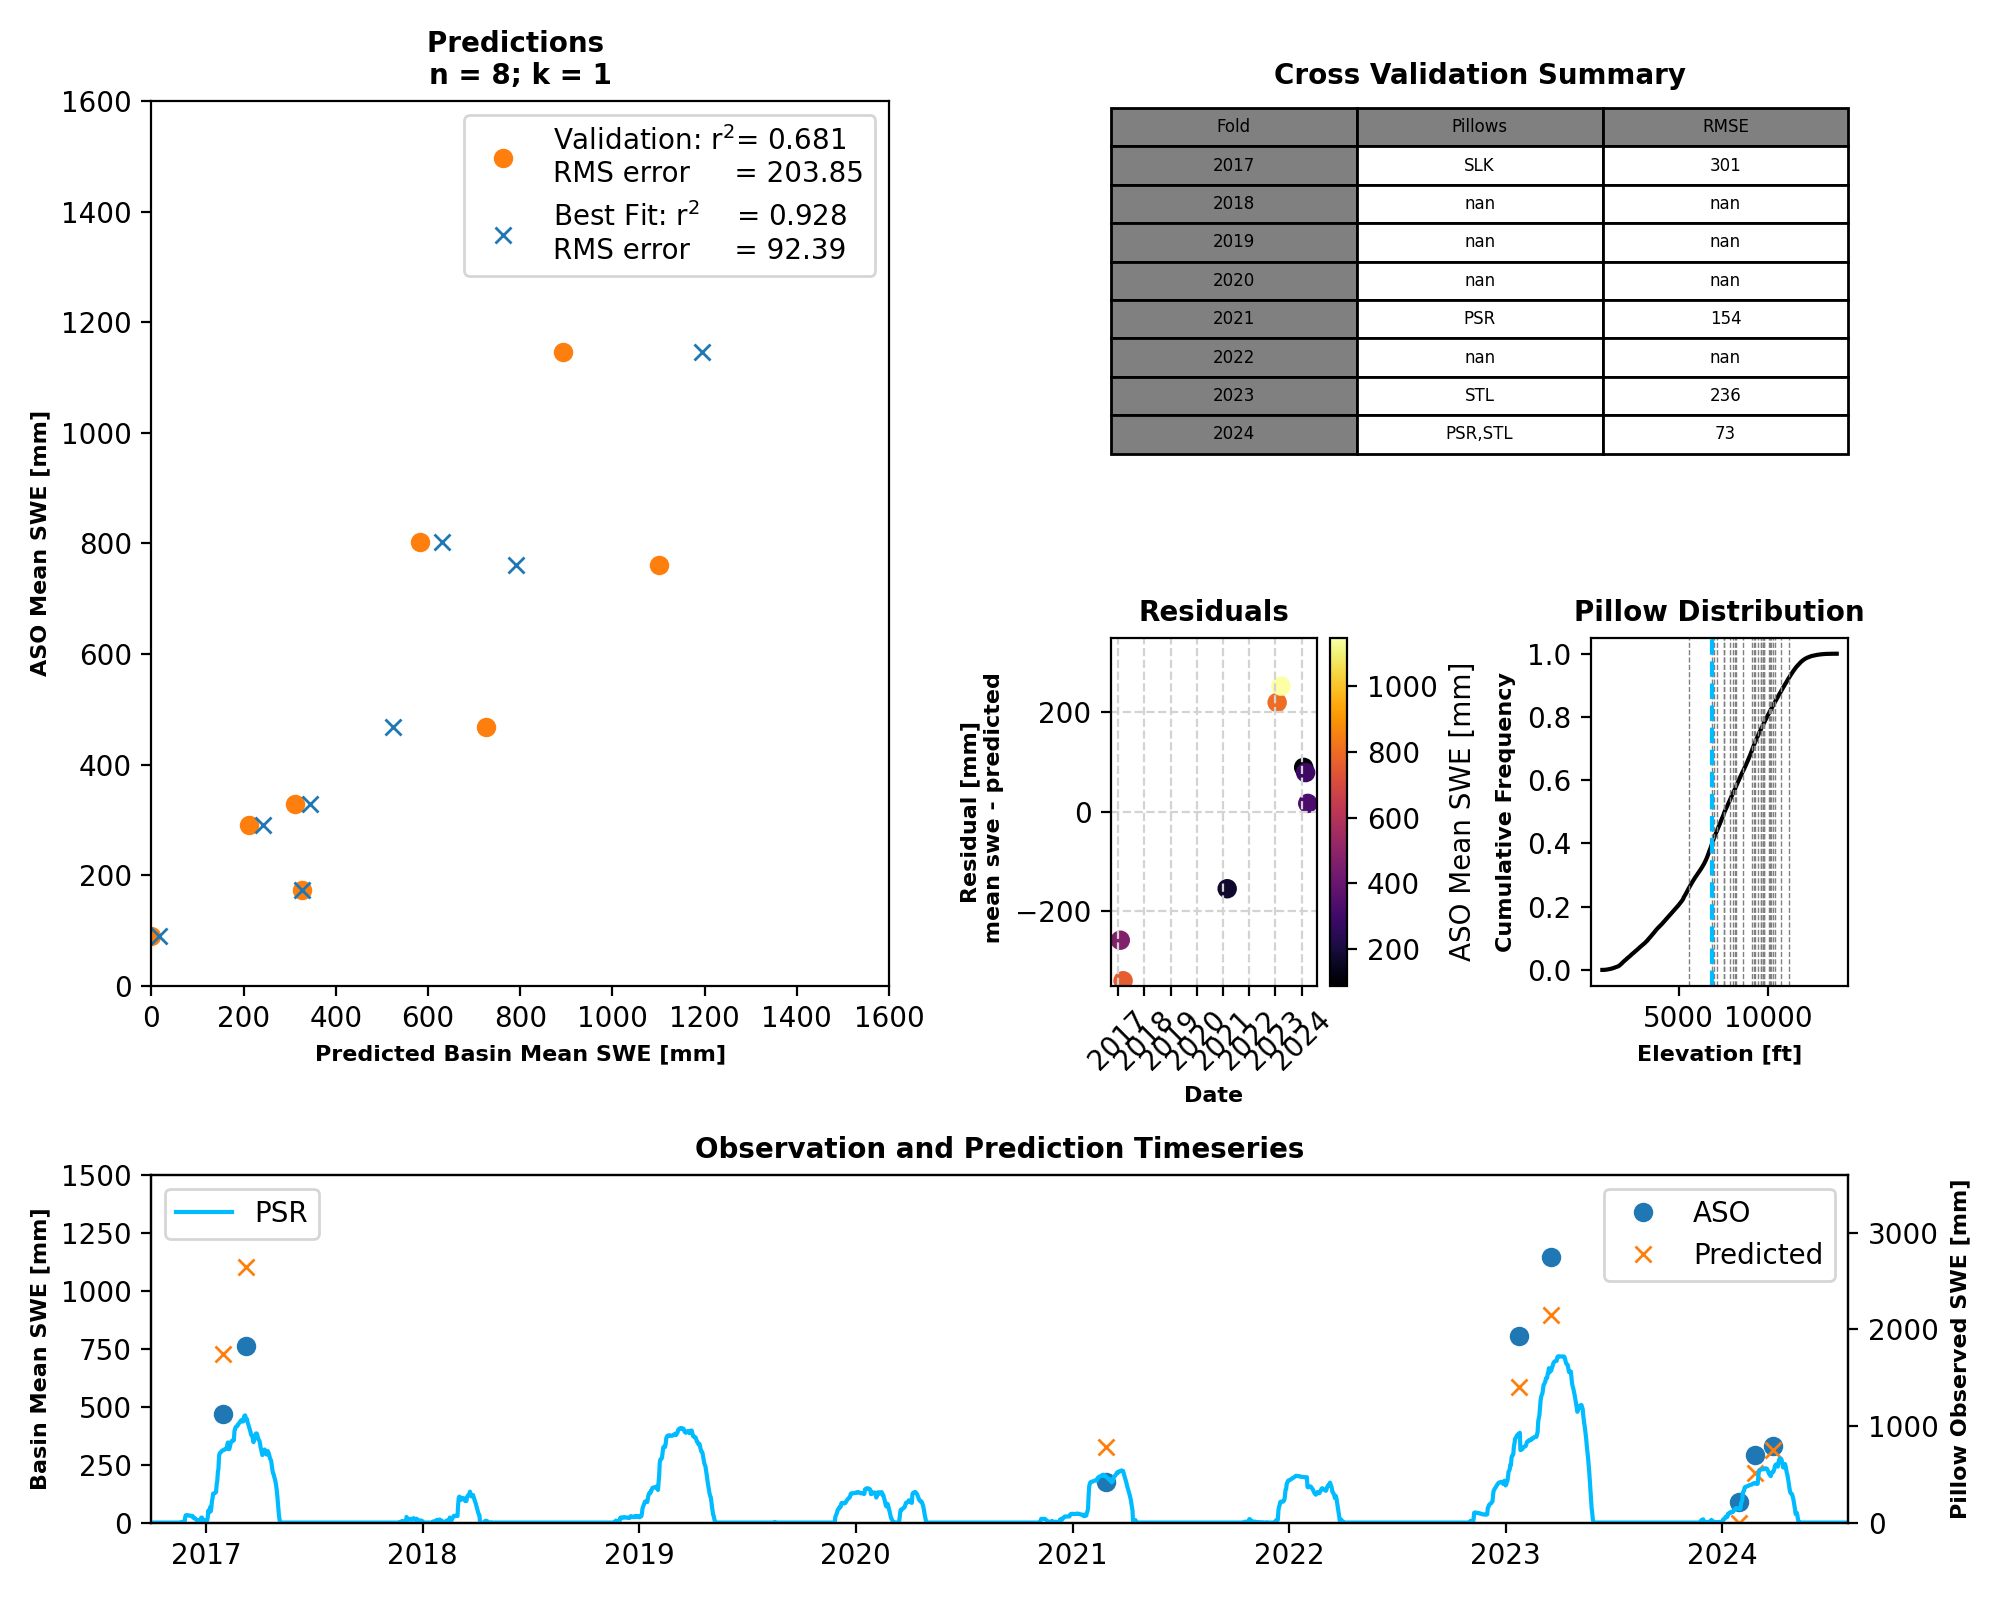 Predictions
n = 8; k = 1
1600
1400
1200
1000
800
600
400
200
0
ASO Mean SWE [mm]
0 200 400 600 800 1000 1200 1400 1600
Predicted Basin Mean SWE [mm]
Validation: r²= 0.681
RMS error = 203.85
Best Fit: r² = 0.928
RMS error = 92.39
Cross Validation Summary
Fold Pillows RMSE
2017 SLK 301
2018 nan nan
2019 nan nan
2020 nan nan
2021 PSR 154
2022 nan nan
2023 STL 236
2024 PSR,STL 73
Residuals
200
0
−200
Residual [mm]
mean swe - predicted
2017 2018 2019 2020 2021 2022 2023 2024
Date
1000
800
600
400
200
ASO Mean SWE [mm]
Pillow Distribution
1.0
0.8
0.6
0.4
0.2
0.0
Cumulative Frequency
5000 10000
Elevation [ft]
Observation and Prediction Timeseries
1500
1250
1000
750
500
250
0
Basin Mean SWE [mm]
PSR
ASO
Predicted
3000
2000
1000
0
Pillow Observed SWE [mm]
2017 2018 2019 2020 2021 2022 2023 2024